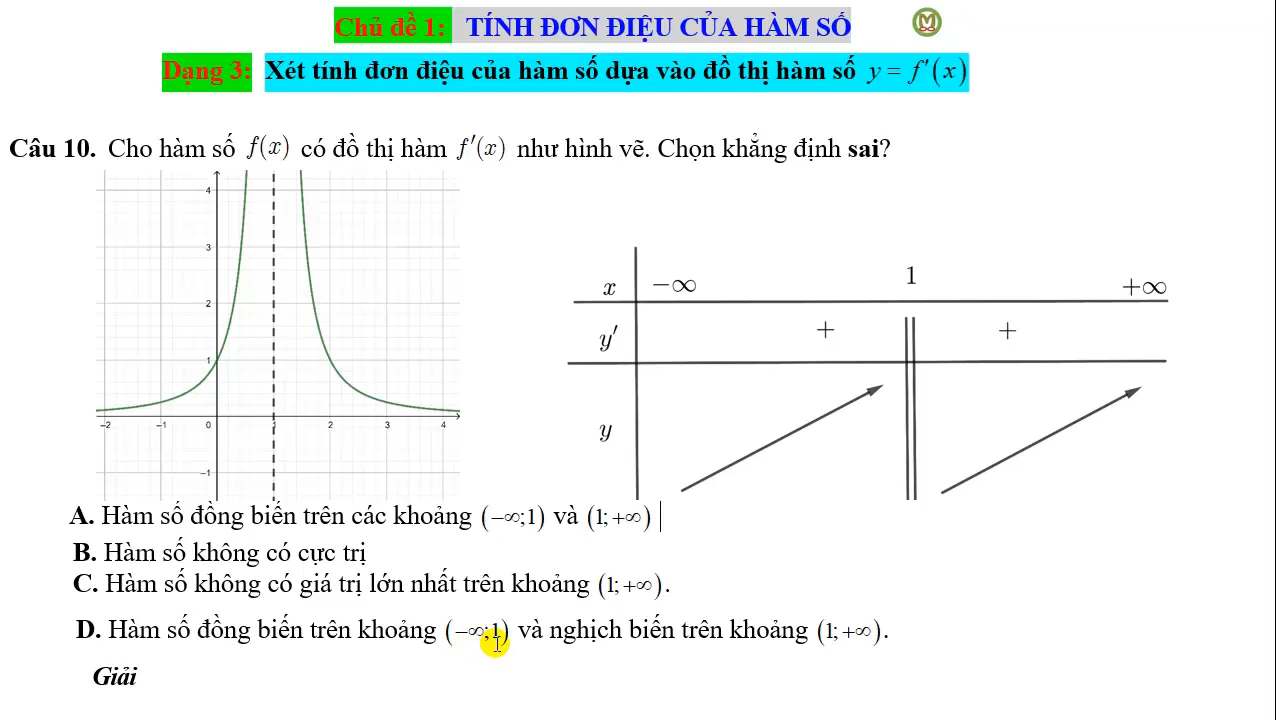 Chủ đề 1: TÍNH ĐƠN ĐIỆU CỦA HÀM SỐ
Dạng 3: Xét tính đơn điệu của hàm số dựa vào đồ thị hàm số y = f′(x)
Câu 10. Cho hàm số f(x) có đồ thị hàm f′(x) như hình vẽ. Chọn khẳng định sai?
4
3
2
1
−2 −1 0 1 2 3 4
−1
x −∞ 1 +∞
y′ + +
y
A. Hàm số đồng biến trên các khoảng (−∞;1) và (1;+∞)
B. Hàm số không có cực trị
C. Hàm số không có giá trị lớn nhất trên khoảng (1;+∞).
D. Hàm số đồng biến trên khoảng (−∞;1) và nghịch biến trên khoảng (1;+∞).
Giải